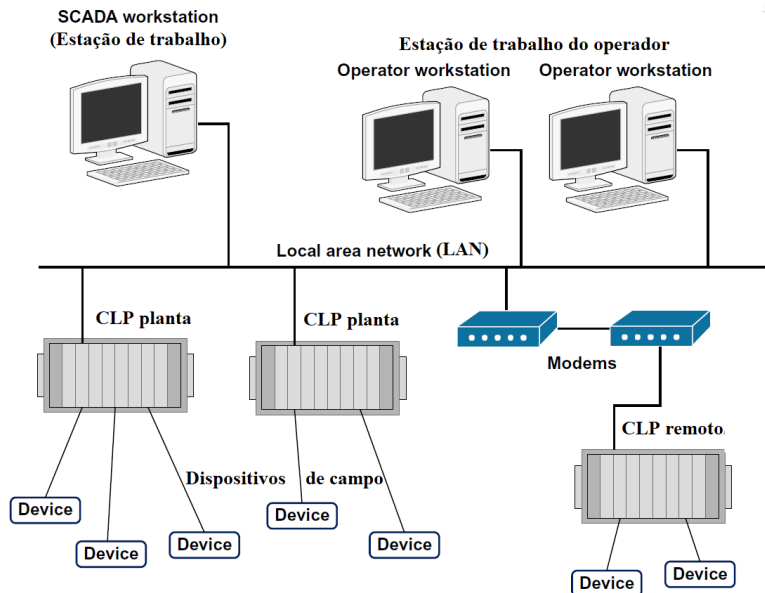 SCADA workstation
(Estação de trabalho)
Estação de trabalho do operador
Operator workstation
Operator workstation
Local area network (LAN)
CLP planta
CLP planta
Modems
CLP remoto
Dispositivos de campo
Device
Device
Device
Device
Device
Device
Device